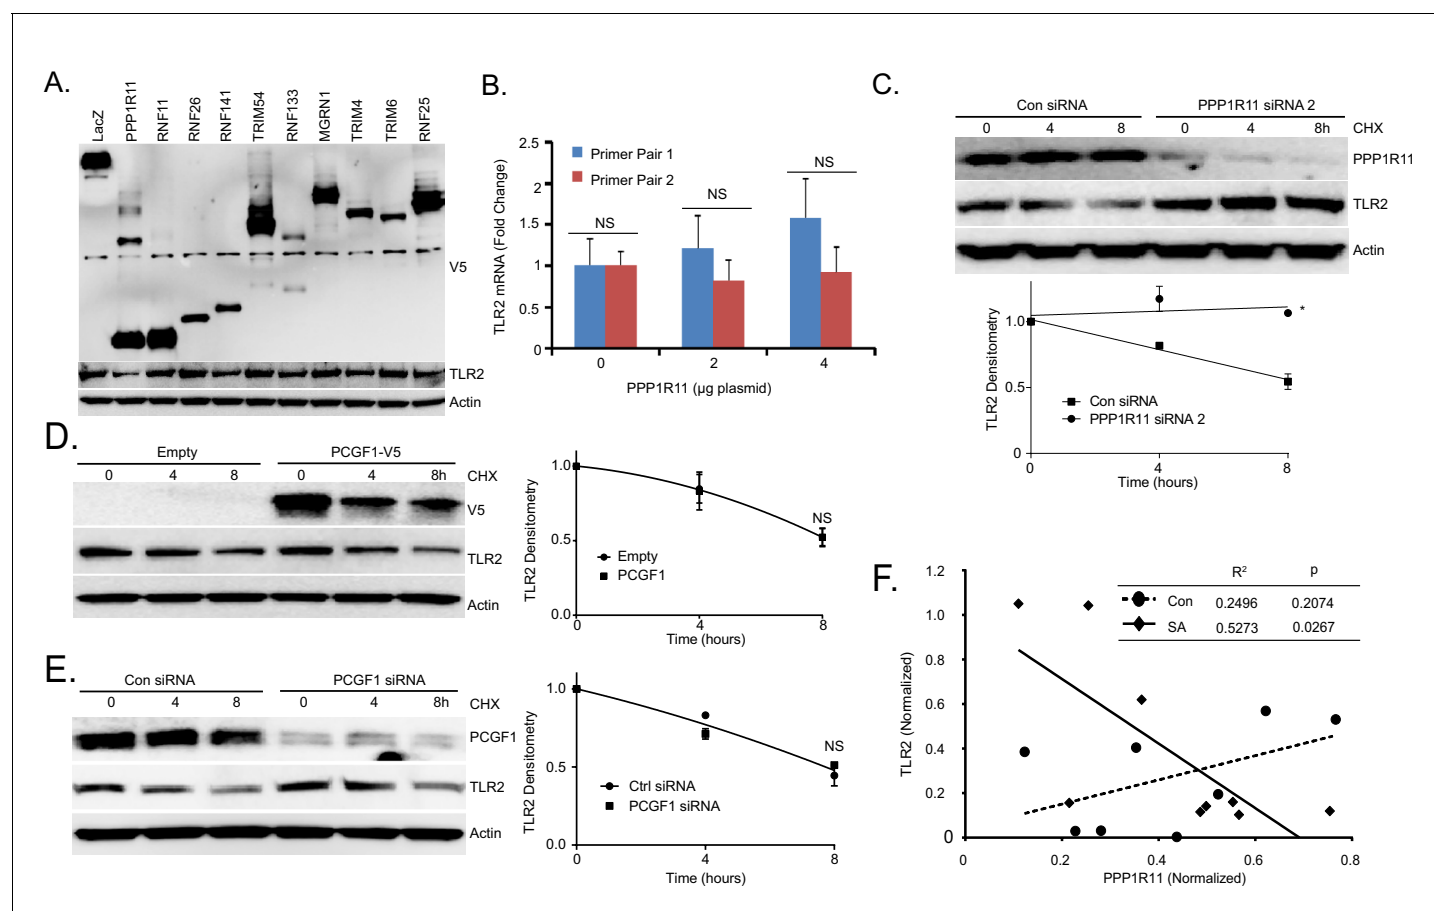 A.
LacZ
PPP1R11
RNF11
RNF26
RNF141
TRIM54
RNF133
MGRN1
TRIM4
TRIM6
RNF25
V5
TLR2
Actin
B.
TLR2 mRNA (Fold Change)
2.5
2
1.5
1
0.5
0
Primer Pair 1
Primer Pair 2
NS
NS
NS
0 2 4
PPP1R11 (µg plasmid)
C.
Con siRNA PPP1R11 siRNA 2
0 4 8 0 4 8h CHX
PPP1R11
TLR2
Actin
TLR2 Densitometry
1.0
0.5
0
*
Con siRNA
PPP1R11 siRNA 2
0 4 8
Time (hours)
D.
Empty PCGF1-V5
0 4 8 0 4 8h CHX
V5
TLR2
Actin
TLR2 Densitometry
1.0
0.5
0.0
NS
Empty
PCGF1
0 4 8
Time (hours)
E.
Con siRNA PCGF1 siRNA
0 4 8 0 4 8h CHX
PCGF1
TLR2
Actin
TLR2 Densitometry
1.0
0.5
0.0
NS
Ctrl siRNA
PCGF1 siRNA
0 4 8
Time (hours)
F.
TLR2 (Normalized)
1.2
1.0
0.8
0.6
0.4
0.2
0
R² p
Con 0.2496 0.2074
SA 0.5273 0.0267
0 0.2 0.4 0.6 0.8
PPP1R11 (Normalized)